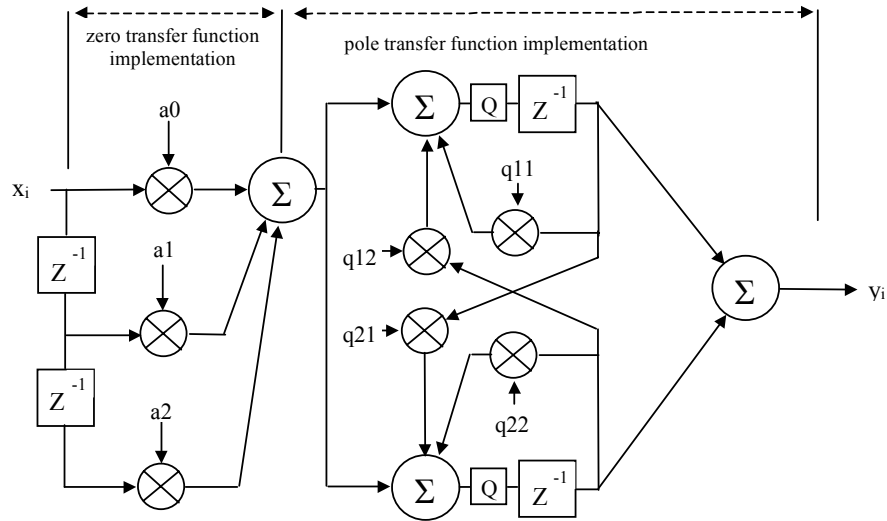 zero transfer function
implementation
pole transfer function implementation
Σ
Q
Z⁻¹
a0
q11
xᵢ
Σ
Z⁻¹
a1
q12
Σ
yᵢ
q21
Z⁻¹
a2
q22
Σ
Q
Z⁻¹